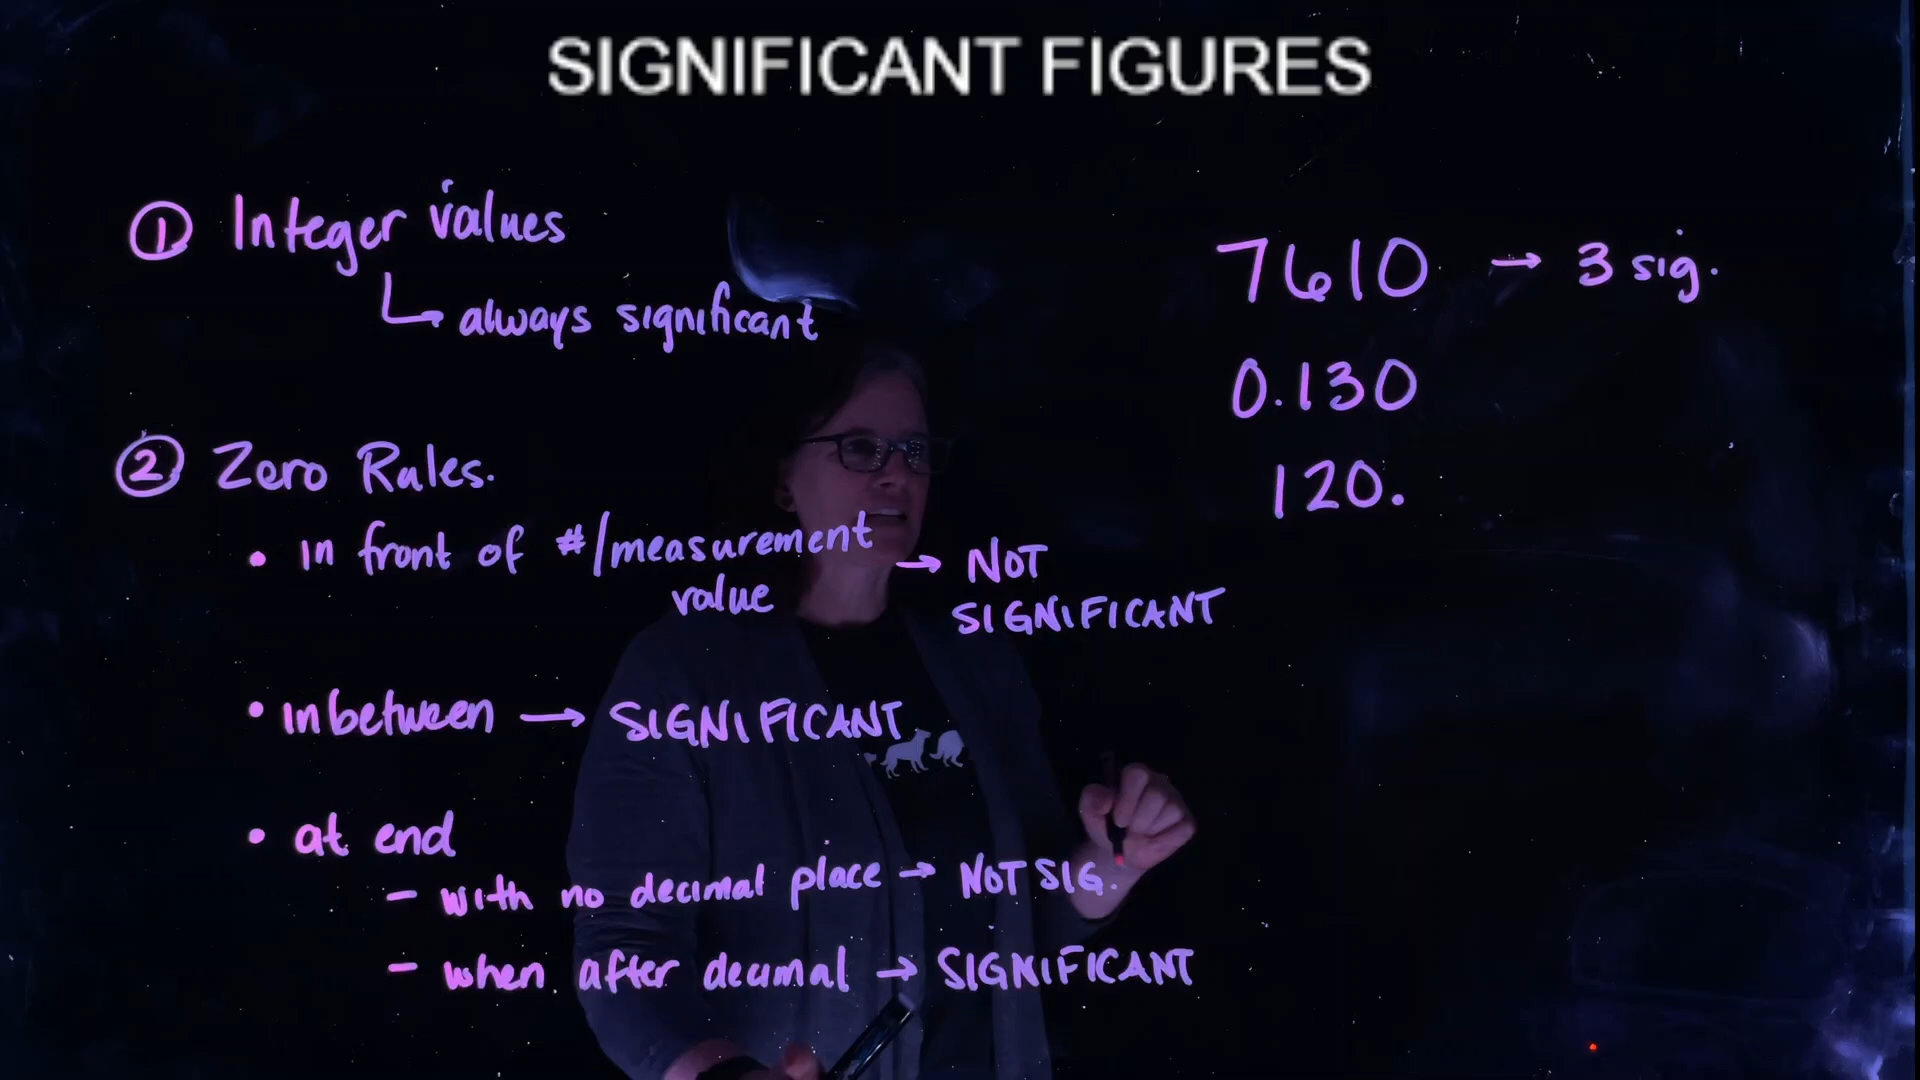 SIGNIFICANT FIGURES
① Integer values
always significant
② Zero Rules.
• in front of #/measurement value → NOT SIGNIFICANT
• inbetween → SIGNIFICANT
• at end
– with no decimal place → NOT SIG.
– when after decimal → SIGNIFICANT
7610 → 3 sig.
0.130
120.